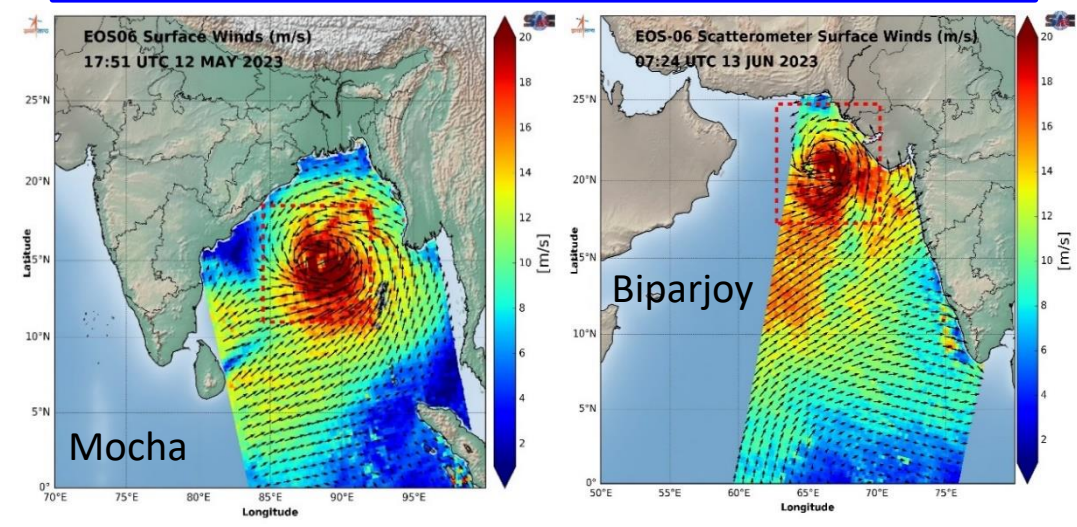 EOS06 Surface Winds (m/s)
17:51 UTC 12 MAY 2023
SAC
20
18
16
14
12
10
8
6
4
2
[m/s]
25°N
20°N
15°N
10°N
5°N
0°
70°E 75°E 80°E 85°E 90°E 95°E
Latitude
Longitude
Mocha
EOS-06 Scatterometer Surface Winds (m/s)
07:24 UTC 13 JUN 2023
20
18
16
14
12
10
8
6
4
2
[m/s]
25°N
20°N
15°N
10°N
5°N
0°
50°E 55°E 60°E 65°E 70°E 75°E
Latitude
Longitude
Biparjoy